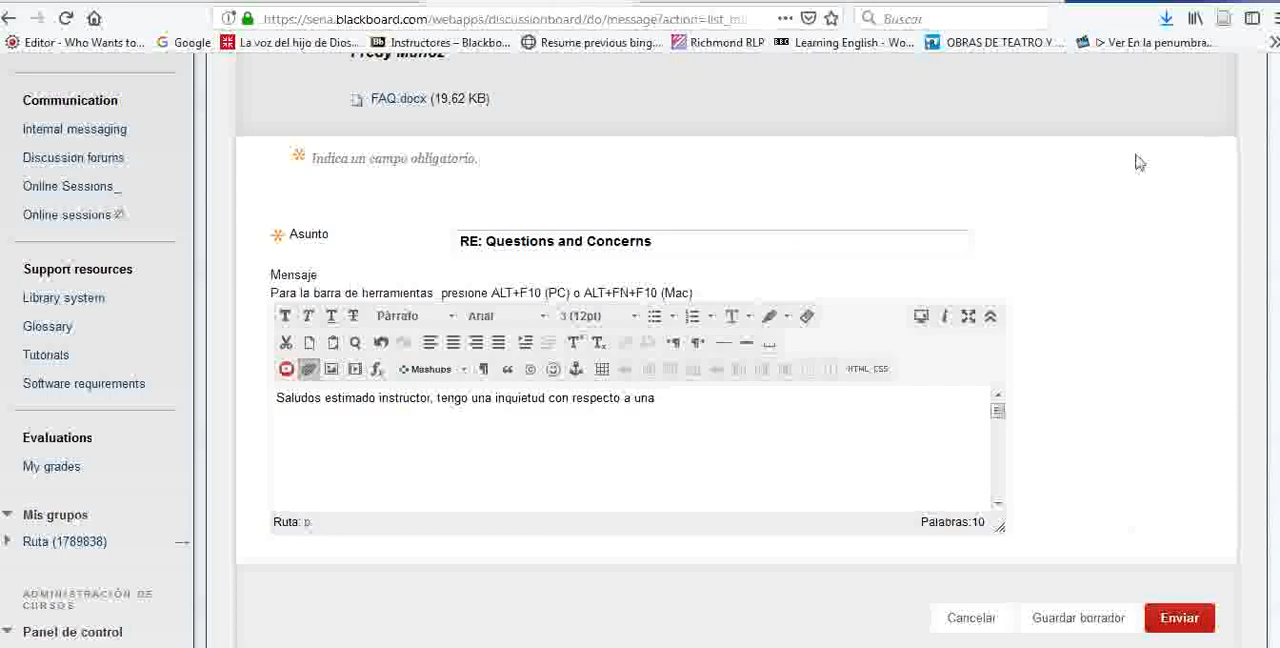 https://sena.blackboard.com/webapps/discussionboard/do/message?action=list_m
Buscar
Editor - Who Wants to...
Google
La voz del hijo de Dios...
Bb Instructores – Blackbo...
Resume previous bing...
Richmond RLP
BBC Learning English - Wo...
OBRAS DE TEATRO Y ...
▷ Ver En la penumbra...
Fredy Muñoz
FAQ.docx (19,62 KB)
Communication
Internal messaging
Discussion forums
Online Sessions_
Online sessions
Support resources
Library system
Glossary
Tutorials
Software requirements
Evaluations
My grades
Mis grupos
Ruta (1789838)
ADMINISTRACIÓN DE
CURSOS
Panel de control
Indica un campo obligatorio.
Asunto
RE: Questions and Concerns
Mensaje
Para la barra de herramientas presione ALT+F10 (PC) o ALT+FN+F10 (Mac)
T T T T Párrafo Arial 3 (12pt)
Mashups HTML CSS
Saludos estimado instructor, tengo una inquietud con respecto a una
Ruta: p Palabras:10
Cancelar Guardar borrador Enviar